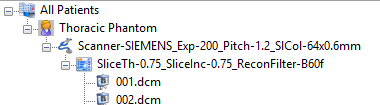 All Patients
Thoracic Phantom
Scanner-SIEMENS_Exp-200_Pitch-1.2_SlCol-64x0.6mm
SliceTh-0.75_SliceInc-0.75_ReconFilter-B60f
001.dcm
002.dcm